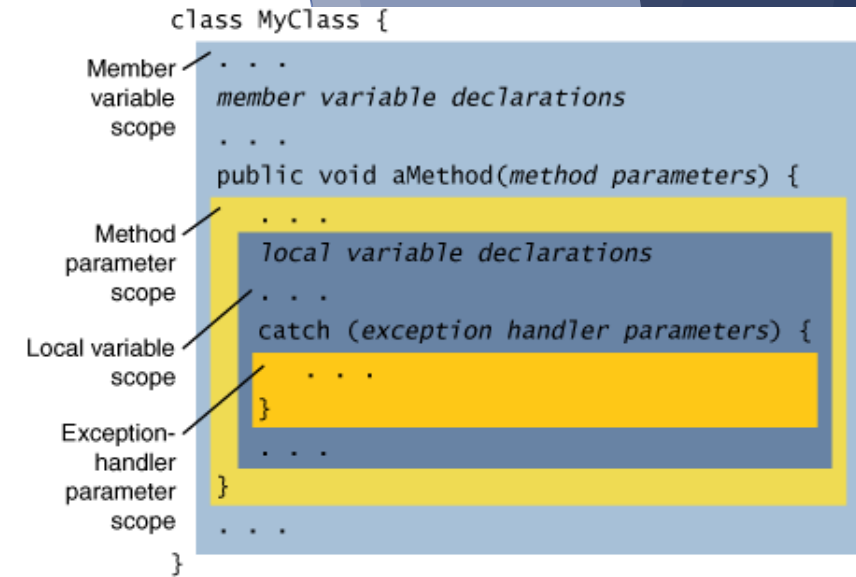 class MyClass {
. . .
Member
variable
scope
member variable declarations
. . .
public void aMethod(method parameters) {
. . .
Method
parameter
scope
local variable declarations
. . .
catch (exception handler parameters) {
Local variable
scope
. . .
}
Exception-
handler
parameter
scope
. . .
}
. . .
}